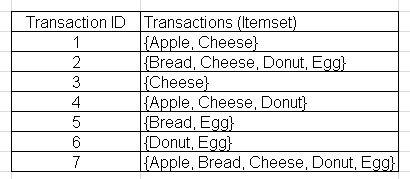 Transaction ID Transactions (Itemset)
1 {Apple, Cheese}
2 {Bread, Cheese, Donut, Egg}
3 {Cheese}
4 {Apple, Cheese, Donut}
5 {Bread, Egg}
6 {Donut, Egg}
7 {Apple, Bread, Cheese, Donut, Egg}